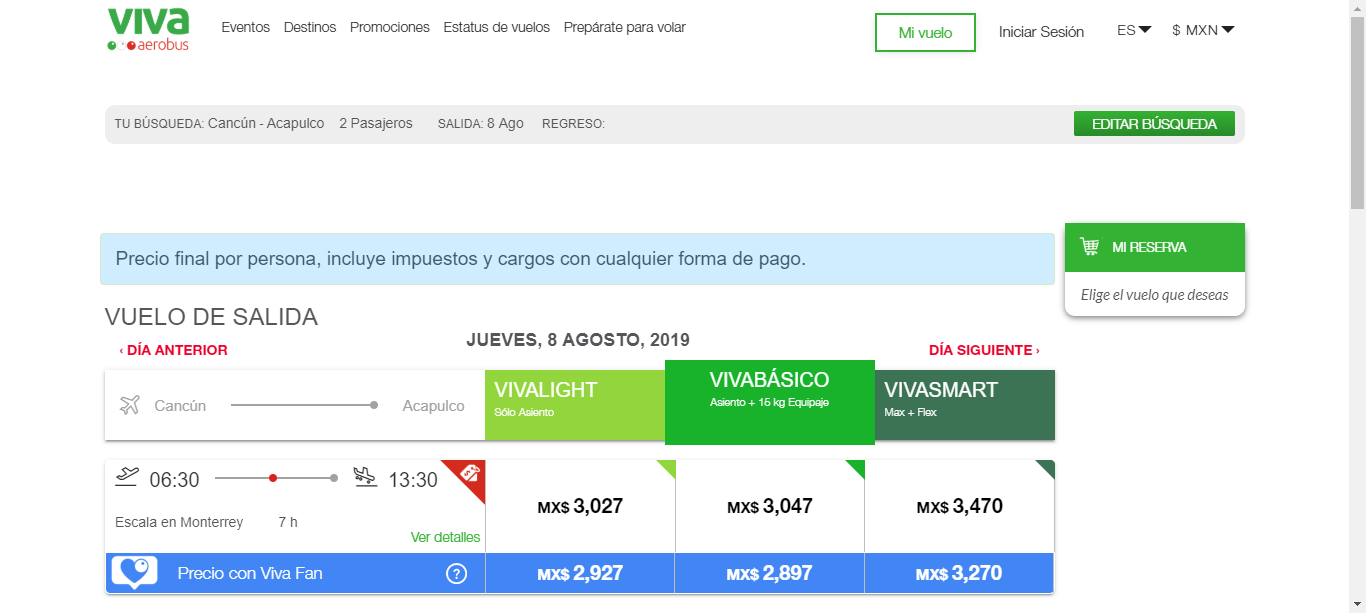 viva
aerobus
Eventos Destinos Promociones Estatus de vuelos Prepárate para volar
Mi vuelo Iniciar Sesión ES $ MXN
TU BÚSQUEDA: Cancún - Acapulco 2 Pasajeros SALIDA: 8 Ago REGRESO:
EDITAR BÚSQUEDA
MI RESERVA
Elige el vuelo que deseas
Precio final por persona, incluye impuestos y cargos con cualquier forma de pago.
VUELO DE SALIDA
JUEVES, 8 AGOSTO, 2019
‹ DÍA ANTERIOR DÍA SIGUIENTE ›
Cancún Acapulco
VIVALIGHT
Sólo Asiento
VIVABÁSICO
Asiento + 15 kg Equipaje
VIVASMART
Max + Flex
06:30 13:30
Escala en Monterrey 7 h
Ver detalles
MX$ 3,027 MX$ 3,047 MX$ 3,470
Precio con Viva Fan ? MX$ 2,927 MX$ 2,897 MX$ 3,270